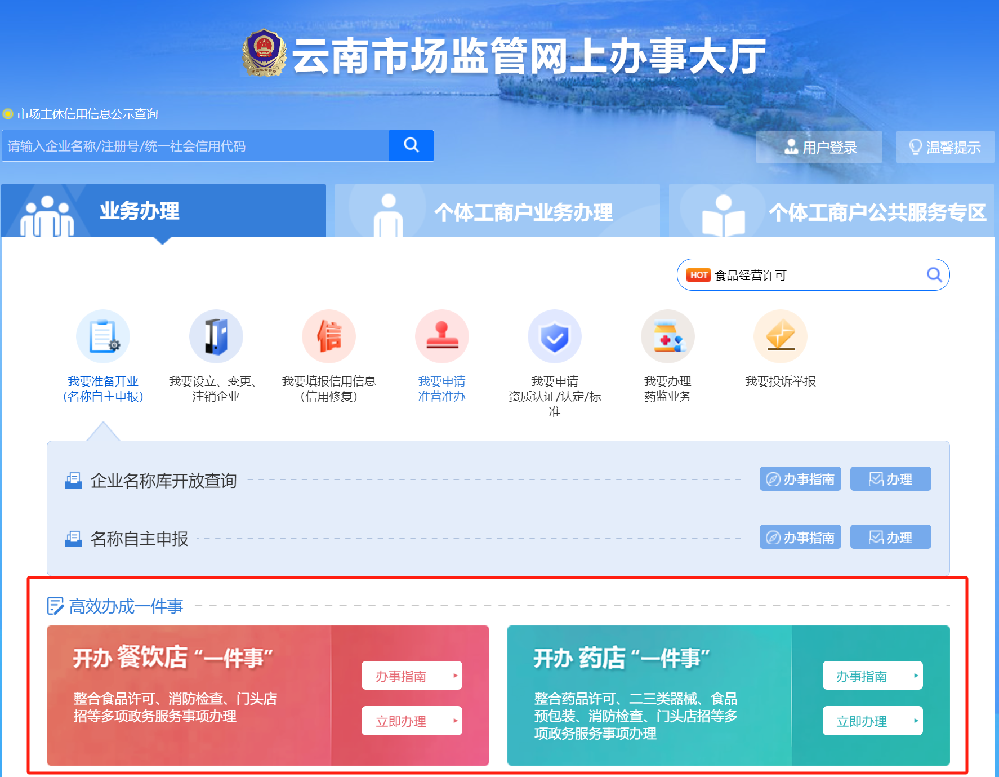 云南市场监管网上办事大厅
市场主体信用信息公示查询
请输入企业名称/注册号/统一社会信用代码
用户登录
温馨提示
业务办理
个体工商户业务办理
个体工商户公共服务专区
HOT 食品经营许可
我要准备开业
（名称自主申报）
我要设立、变更、
注销企业
我要填报信用信息
（信用修复）
我要申请
准营准办
我要申请
资质认证/认定/标
准
我要办理
药监业务
我要投诉举报
企业名称库开放查询
办事指南
办理
名称自主申报
办事指南
办理
高效办成一件事
开办 餐饮店 “一件事”
整合食品许可、消防检查、门头店
招等多项政务服务事项办理
办事指南
立即办理
开办 药店 “一件事”
整合药品许可、二三类器械、食品
预包装、消防检查、门头店招等多
项政务服务事项办理
办事指南
立即办理